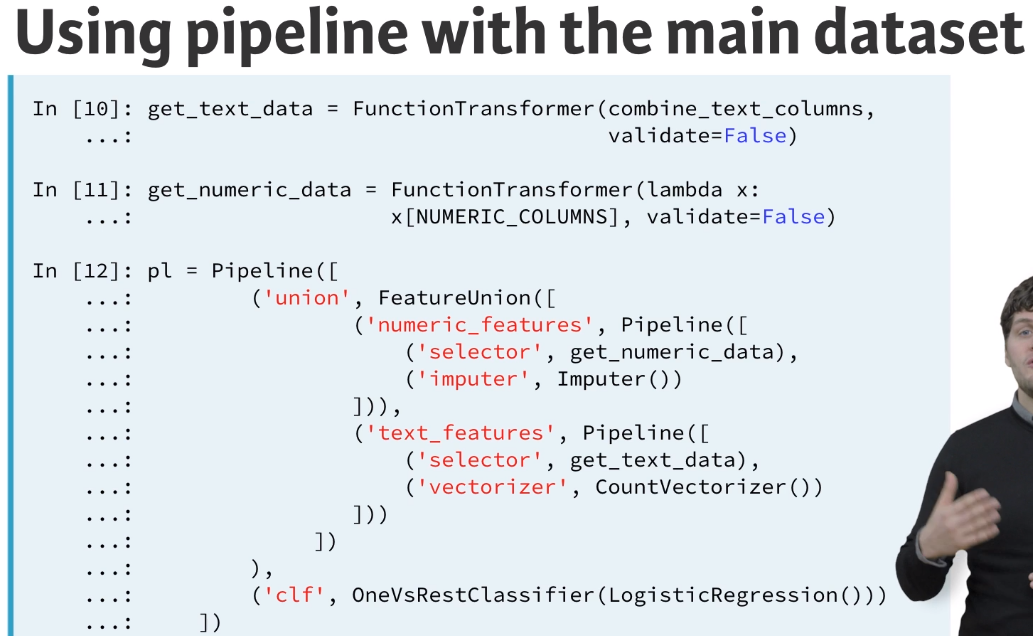 Using pipeline with the main dataset
In [10]: get_text_data = FunctionTransformer(combine_text_columns,
...: validate=False)
In [11]: get_numeric_data = FunctionTransformer(lambda x:
...: x[NUMERIC_COLUMNS], validate=False)
In [12]: pl = Pipeline([
...: ('union', FeatureUnion([
...: ('numeric_features', Pipeline([
...: ('selector', get_numeric_data),
...: ('imputer', Imputer())
...: ])),
...: ('text_features', Pipeline([
...: ('selector', get_text_data),
...: ('vectorizer', CountVectorizer())
...: ]))
...: ])
...: ),
...: ('clf', OneVsRestClassifier(LogisticRegression()))
...: ])